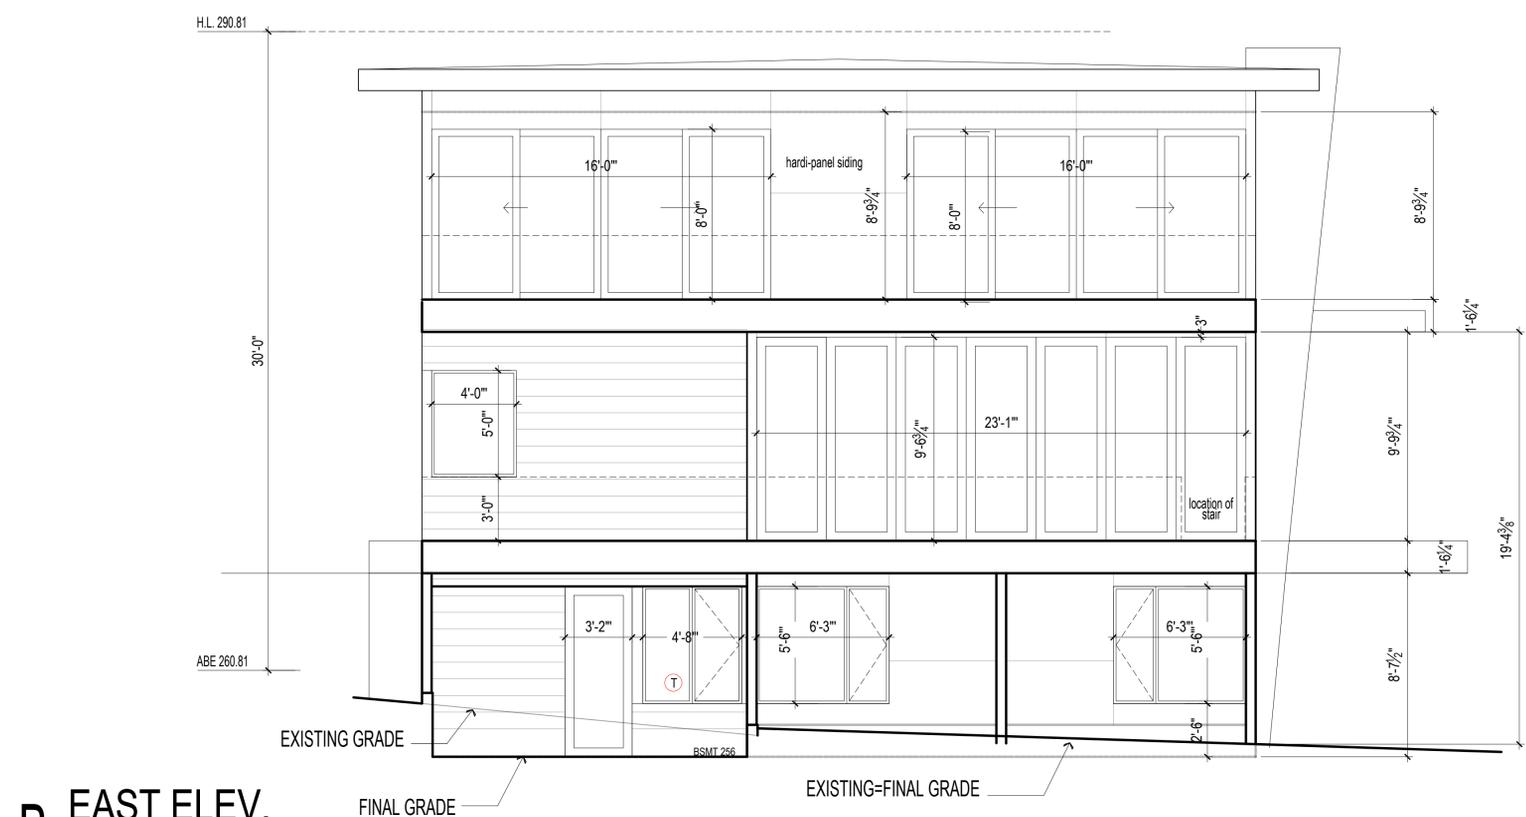 H.L. 290.81
hardi-panel siding
16'-0"'
16'-0"'
8'-0"'
8'-9¾"
8'-0"'
8'-9¾"
1'-6¼"
3"
30'-0"
4'-0"'
5'-0"'
3'-0"'
9'-6¾"'
23'-1"'
9'-9¾"
location of
stair
19'-4⅜"
1'-6¼"
3'-2"'
4'-8"'
5'-6"'
6'-3"'
6'-3"'
5'-6"'
8'-7½"
ABE 260.81
T
2'-6"
EXISTING GRADE
BSMT 256
EXISTING=FINAL GRADE
FINAL GRADE
EAST ELEV.